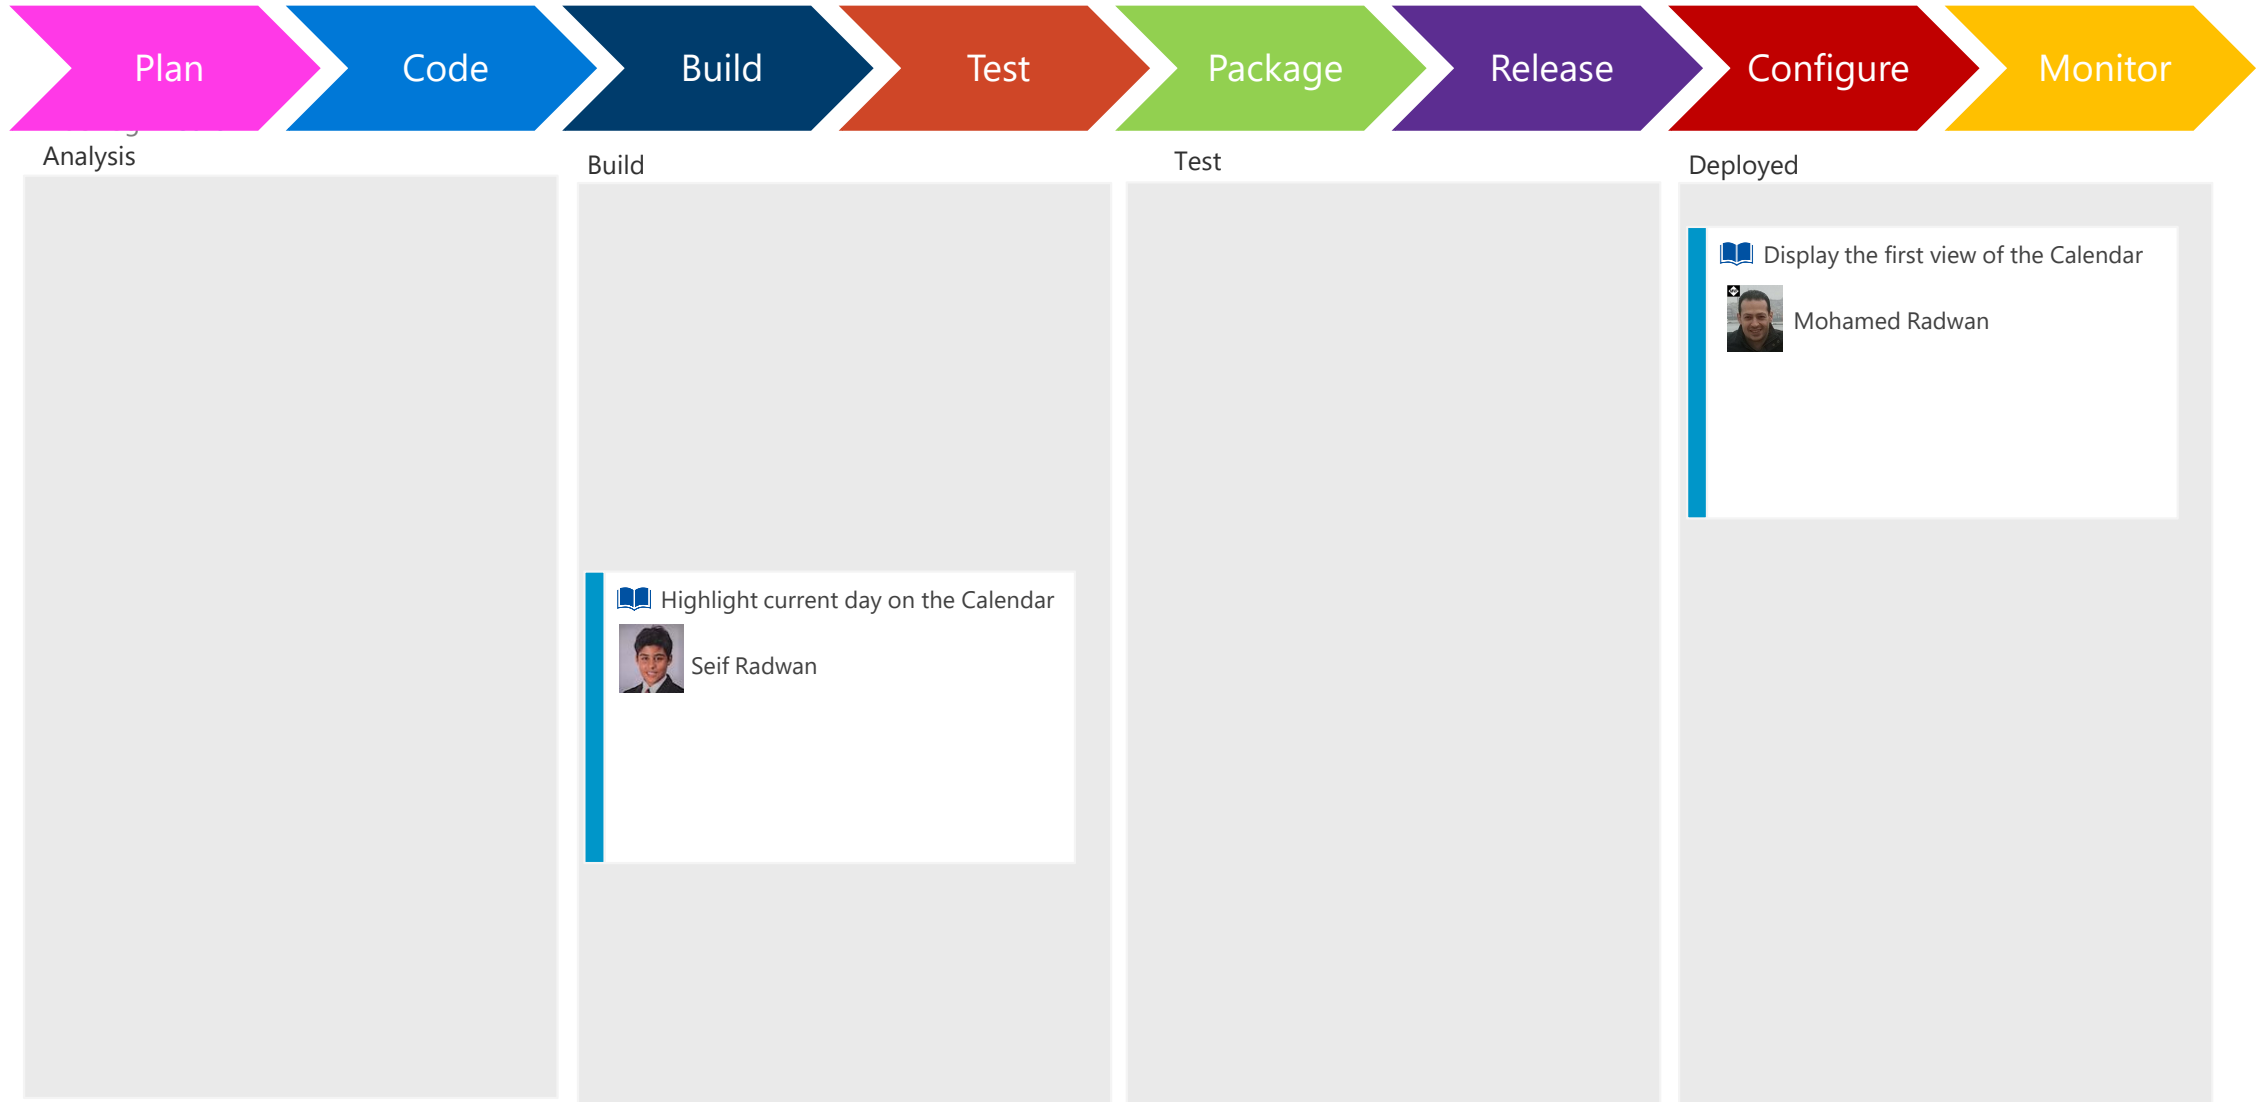 Plan
Code
Build
Test
Package
Release
Configure
Monitor
Analysis
Build
Test
Deployed
Display the first view of the Calendar
Mohamed Radwan
Highlight current day on the Calendar
Seif Radwan